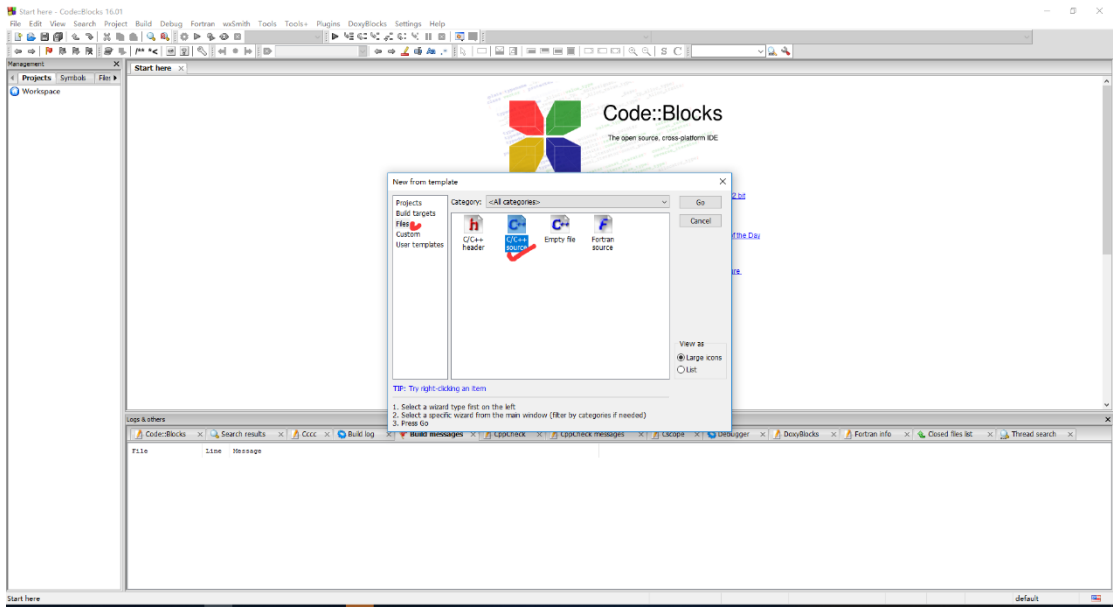 Start here - Code::Blocks 16.01
File Edit View Search Project Build Debug Fortran wxSmith Tools Tools+ Plugins DoxyBlocks Settings Help
S C
Management
Projects Symbols Files
Workspace
Start here
Code::Blocks
The open source, cross-platform IDE
2 bit
of the Day
New from template
Projects
Build targets
Files
Custom
User templates
Category: <All categories>
Go
Cancel
C/C++ header
C/C++ source
Empty file
Fortran source
View as
Large icons
List
TIP: Try right-clicking an item
1. Select a wizard type first on the left
2. Select a specific wizard from the main window (filter by categories if needed)
3. Press Go
Logs & others
Code::Blocks Search results Cccc Build log Build messages CppCheck CppCheck messages Cscope Debugger DoxyBlocks Fortran info Closed files list Thread search
File Line Message
Start here
default